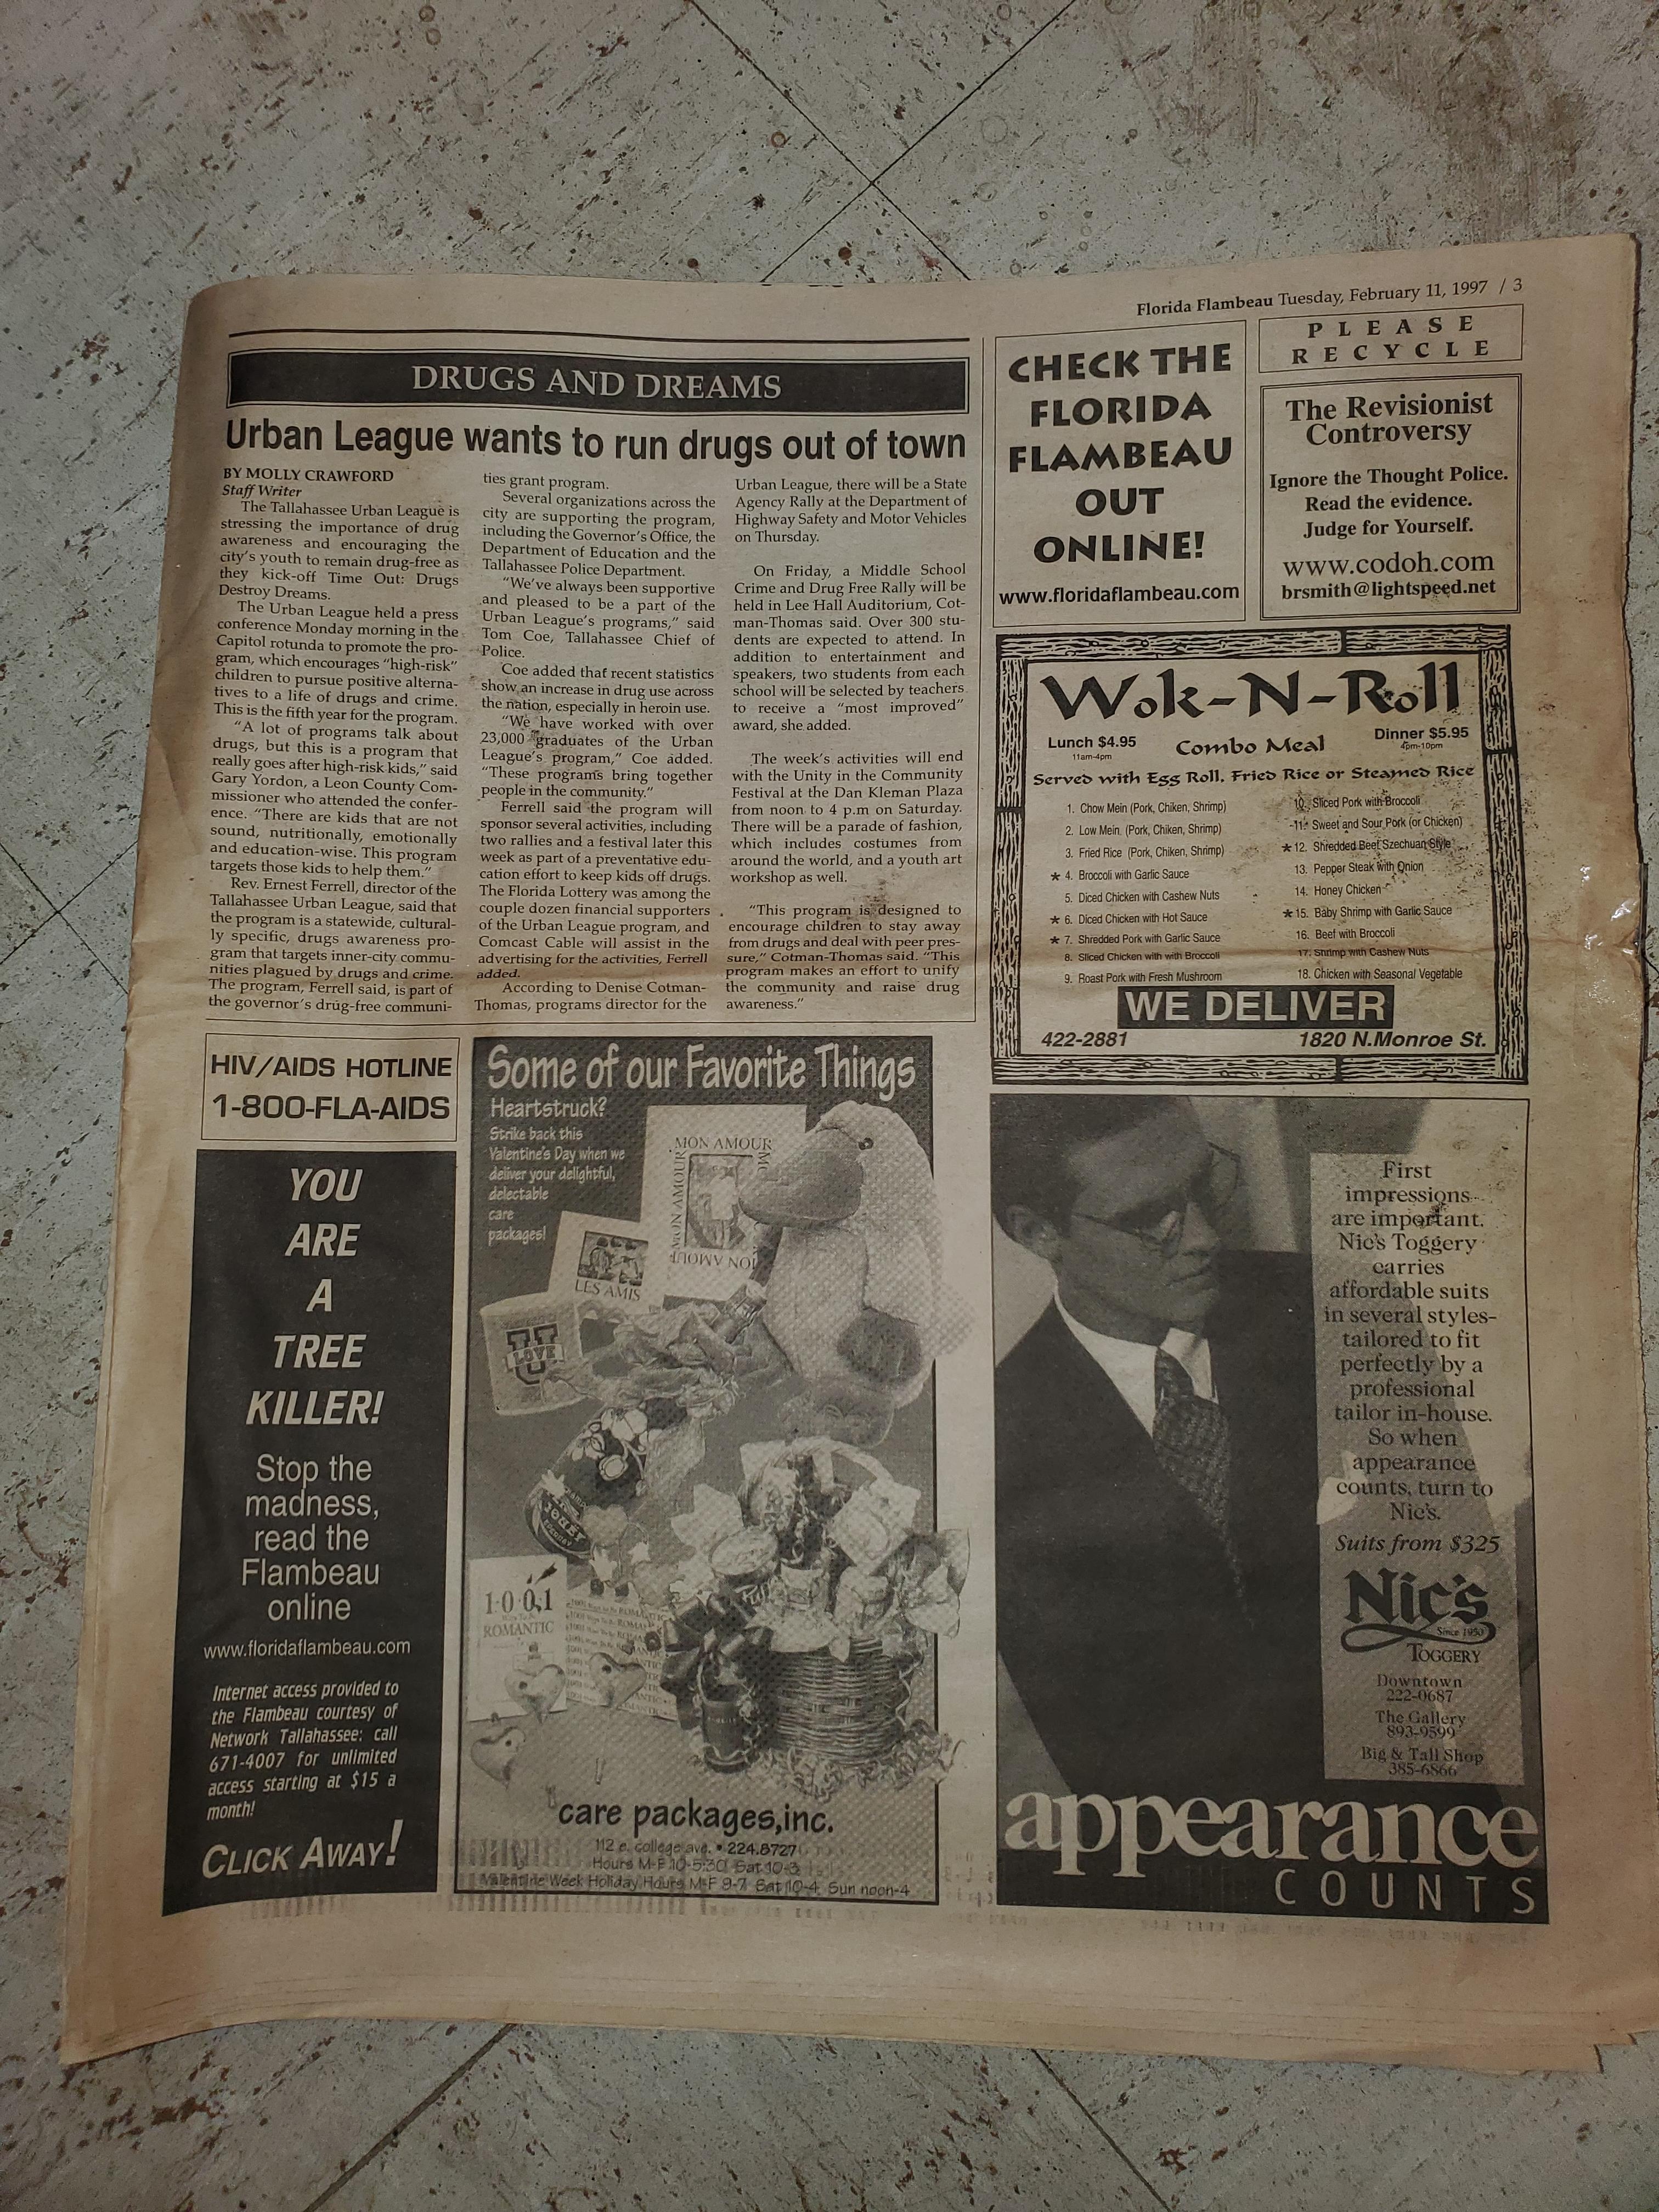 Florida Flambeau Tuesday, February 11, 1997 / 3
DRUGS AND DREAMS
Urban League wants to run drugs out of town
BY MOLLY CRAWFORD
Staff Writer
The Tallahassee Urban League is
stressing the importance of drug
awareness and encouraging the
city's youth to remain drug-free as
they kick-off Time Out: Drugs
Destroy Dreams.
The Urban League held a press
conference Monday morning in the
Capitol rotunda to promote the pro-
gram, which encourages "high-risk"
children to pursue positive alterna-
tives to a life of drugs and crime.
This is the fifth year for the program.
"A lot of programs talk about
drugs, but this is a program that
really goes after high-risk kids," said
Gary Yordon, a Leon County Com-
missioner who attended the confer-
ence. "There are kids that are not
sound, nutritionally, emotionally
and education-wise. This program
targets those kids to help them."
Rev. Ernest Ferrell, director of the
Tallahassee Urban League, said that
the program is a statewide, cultural-
ly specific, drugs awareness pro-
gram that targets inner-city commu-
nities plagued by drugs and crime.
The program, Ferrell said, is part of
the governor's drug-free communi-
ties grant program.
Several organizations across the
city are supporting the program,
including the Governor's Office, the
Department of Education and the
Tallahassee Police Department.
"We've always been supportive
and pleased to be a part of the
Urban League's programs," said
Tom Coe, Tallahassee Chief of
Police.
Coe added that recent statistics
show an increase in drug use across
the nation, especially in heroin use.
"We have worked with over
23,000 graduates of the Urban
League's program," Coe added.
"These programs bring together
people in the community."
Ferrell said the program will
sponsor several activities, including
two rallies and a festival later this
week as part of a preventative edu-
cation effort to keep kids off drugs.
The Florida Lottery was among the
couple dozen financial supporters
of the Urban League program, and
Comcast Cable will assist in the
advertising for the activities, Ferrell
added.
According to Denise Cotman-
Thomas, programs director for the
Urban League, there will be a State
Agency Rally at the Department of
Highway Safety and Motor Vehicles
on Thursday.
On Friday, a Middle School
Crime and Drug Free Rally will be
held in Lee Hall Auditorium, Cot-
man-Thomas said. Over 300 stu-
dents are expected to attend. In
addition to entertainment and
speakers, two students from each
school will be selected by teachers
to receive a "most improved"
award, she added.
The week's activities will end
with the Unity in the Community
Festival at the Dan Kleman Plaza
from noon to 4 p.m on Saturday.
There will be a parade of fashion,
which includes costumes from
around the world, and a youth art
workshop as well.
"This program is designed to
encourage children to stay away
from drugs and deal with peer pres-
sure," Cotman-Thomas said. "This
program makes an effort to unify
the community and raise drug
awareness."
CHECK THE
FLORIDA
FLAMBEAU
OUT
ONLINE!
www.floridaflambeau.com
PLEASE
RECYCLE
The Revisionist
Controversy
Ignore the Thought Police.
Read the evidence.
Judge for Yourself.
www.codoh.com
brsmith@lightspeed.net
Wok-N-Roll
Lunch $4.95
11am-4pm
Combo Meal
Dinner $5.95
4pm-10pm
Served with Egg Roll, Fried Rice or Steamed Rice
1. Chow Mein (Pork, Chiken, Shrimp)
2. Low Mein (Pork, Chiken, Shrimp)
3. Fried Rice (Pork, Chiken, Shrimp)
* 4. Broccoli with Garlic Sauce
5. Diced Chicken with Cashew Nuts
* 6. Diced Chicken with Hot Sauce
* 7. Shredded Pork with Garlic Sauce
8. Sliced Chicken with with Broccoli
9. Roast Pork with Fresh Mushroom
10. Sliced Pork with Broccoli
11. Sweet and Sour Pork (or Chicken)
* 12. Shredded Beef Szechuan Style
13. Pepper Steak with Onion
14. Honey Chicken
* 15. Baby Shrimp with Garlic Sauce
16. Beef with Broccoli
17. Shrimp with Cashew Nuts
18. Chicken with Seasonal Vegetable
WE DELIVER
422-2881
1820 N.Monroe St.
HIV/AIDS HOTLINE
1-800-FLA-AIDS
YOU
ARE
A
TREE
KILLER!
Stop the
madness,
read the
Flambeau
online
www.floridaflambeau.com
Internet access provided to
the Flambeau courtesy of
Network Tallahassee: call
671-4007 for unlimited
access starting at $15 a
month!
CLICK AWAY!
Some of our Favorite Things
Heartstruck?
Strike back this
Valentine's Day when we
deliver your delightful,
delectable
care
packages!
MON AMOUR
MON AMOUR
MON AMOUR
LES AMIS
U
LOVE
1001
ROMANTIC
care packages,inc.
112 e. college ave. • 224.8727
Hours M-F 10-5:30 Sat 10-3
Valentine Week Holiday Hours M-F 9-7 Sat 10-4 Sun noon-4
First
impressions
are important.
Nic's Toggery
carries
affordable suits
in several styles-
tailored to fit
perfectly by a
professional
tailor in-house.
So when
appearance
counts, turn to
Nic's.
Suits from $325
Nic's
Since 1950
TOGGERY
Downtown
222-0687
The Gallery
893-9599
Big & Tall Shop
385-6866
appearance
COUNTS